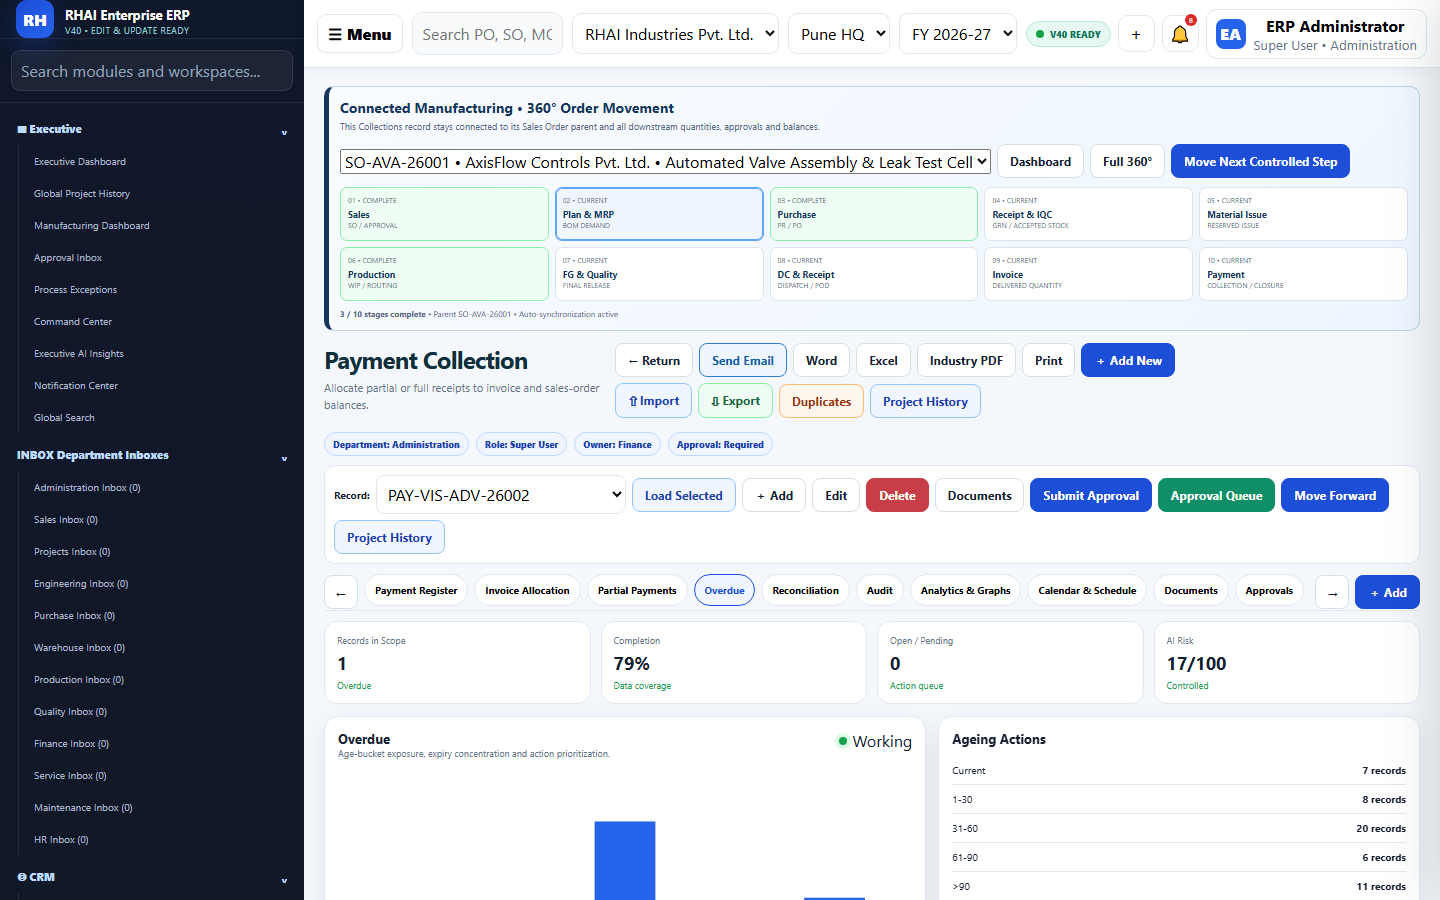 RH
RHAI Enterprise ERP
V40 • EDIT & UPDATE READY
Search modules and workspaces...
Executive
Executive Dashboard
Global Project History
Manufacturing Dashboard
Approval Inbox
Process Exceptions
Command Center
Executive AI Insights
Notification Center
Global Search
INBOX Department Inboxes
Administration Inbox (0)
Sales Inbox (0)
Projects Inbox (0)
Engineering Inbox (0)
Purchase Inbox (0)
Warehouse Inbox (0)
Production Inbox (0)
Quality Inbox (0)
Finance Inbox (0)
Service Inbox (0)
Maintenance Inbox (0)
HR Inbox (0)
CRM
☰ Menu
Search PO, SO, MO
RHAI Industries Pvt. Ltd.
Pune HQ
FY 2026-27
V40 READY
+
8
EA
ERP Administrator
Super User • Administration
Connected Manufacturing • 360° Order Movement
This Collections record stays connected to its Sales Order parent and all downstream quantities, approvals and balances.
SO-AVA-26001 • AxisFlow Controls Pvt. Ltd. • Automated Valve Assembly & Leak Test Cell
Dashboard
Full 360°
Move Next Controlled Step
01 • COMPLETE
Sales
SO / APPROVAL
02 • CURRENT
Plan & MRP
BOM DEMAND
03 • COMPLETE
Purchase
PR / PO
04 • CURRENT
Receipt & IQC
GRN / ACCEPTED STOCK
05 • CURRENT
Material Issue
RESERVED ISSUE
06 • COMPLETE
Production
WIP / ROUTING
07 • CURRENT
FG & Quality
FINAL RELEASE
08 • CURRENT
DC & Receipt
DISPATCH / POD
09 • CURRENT
Invoice
DELIVERED QUANTITY
10 • CURRENT
Payment
COLLECTION / CLOSURE
3 / 10 stages complete • Parent SO-AVA-26001 • Auto-synchronization active
Payment Collection
Allocate partial or full receipts to invoice and sales-order
balances.
← Return
Send Email
Word
Excel
Industry PDF
Print
+ Add New
⇧ Import
⇩ Export
Duplicates
Project History
Department: Administration
Role: Super User
Owner: Finance
Approval: Required
Record:
PAY-VIS-ADV-26002
Load Selected
+ Add
Edit
Delete
Documents
Submit Approval
Approval Queue
Move Forward
Project History
←
Payment Register
Invoice Allocation
Partial Payments
Overdue
Reconciliation
Audit
Analytics & Graphs
Calendar & Schedule
Documents
Approvals
→
+ Add
Records in Scope
1
Overdue
Completion
79%
Data coverage
Open / Pending
0
Action queue
AI Risk
17/100
Controlled
Overdue
Age-bucket exposure, expiry concentration and action prioritization.
Working
Ageing Actions
Current 7 records
1-30 8 records
31-60 20 records
61-90 6 records
>90 11 records